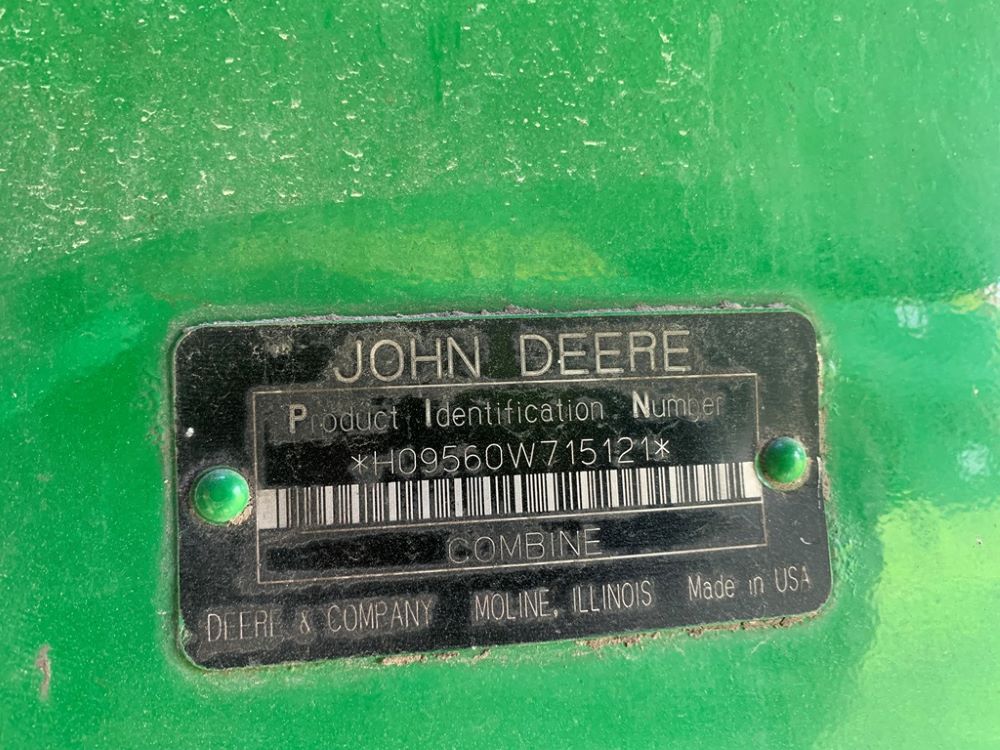 JOHN DEERE
Product Identification Number
*H09560W715121*
COMBINE
DEERE & COMPANY MOLINE, ILLINOIS Made in USA